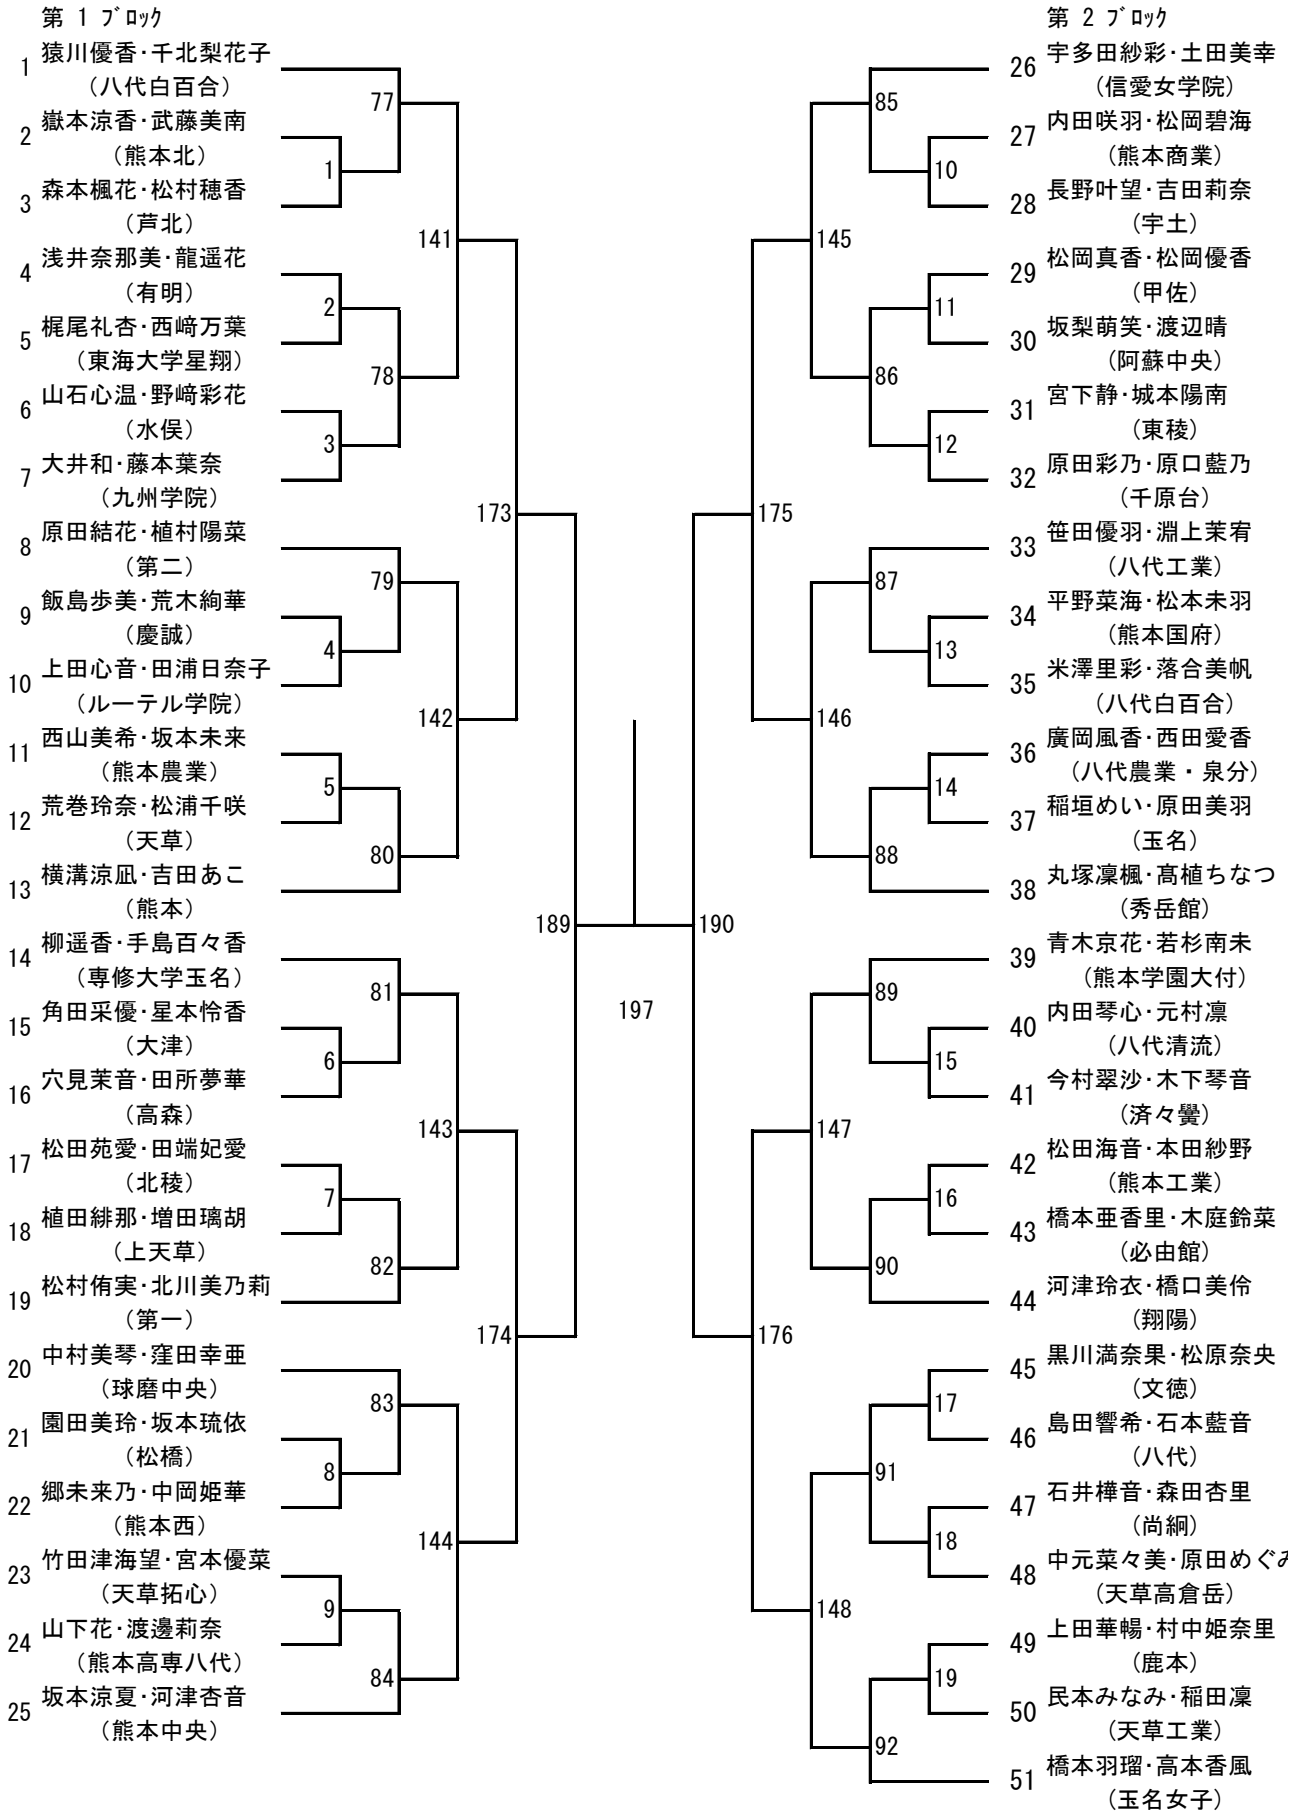 第 1 ブロック
1 猿川優香・千北梨花子
（八代白百合）
77
2 嶽本涼香・武藤美南
（熊本北）
1
3 森本楓花・松村穂香
（芦北）
141
4 浅井奈那美・龍遥花
（有明）
2
5 梶尾礼杏・西﨑万葉
（東海大学星翔）
78
6 山石心温・野﨑彩花
（水俣）
3
7 大井和・藤本葉奈
（九州学院）
173
8 原田結花・植村陽菜
（第二）
79
9 飯島歩美・荒木絢華
（慶誠）
4
10 上田心音・田浦日奈子
（ルーテル学院）
142
11 西山美希・坂本未来
（熊本農業）
5
12 荒巻玲奈・松浦千咲
（天草）
80
13 横溝涼凪・吉田あこ
（熊本）
189
14 柳遥香・手島百々香
（専修大学玉名）
81
15 角田采優・星本怜香
（大津）
6
16 穴見茉音・田所夢華
（高森）
143
17 松田苑愛・田端妃愛
（北稜）
7
18 植田緋那・増田璃胡
（上天草）
82
19 松村侑実・北川美乃莉
（第一）
174
20 中村美琴・窪田幸亜
（球磨中央）
83
21 園田美玲・坂本琉依
（松橋）
8
22 郷未来乃・中岡姫華
（熊本西）
144
23 竹田津海望・宮本優菜
（天草拓心）
9
24 山下花・渡邊莉奈
（熊本高専八代）
84
25 坂本涼夏・河津杏音
（熊本中央）
197
第 2 ブロック
26 宇多田紗彩・土田美幸
（信愛女学院）
85
27 内田咲羽・松岡碧海
（熊本商業）
10
28 長野叶望・吉田莉奈
（宇土）
145
29 松岡真香・松岡優香
（甲佐）
11
30 坂梨萌笑・渡辺晴
（阿蘇中央）
86
31 宮下静・城本陽南
（東稜）
12
32 原田彩乃・原口藍乃
（千原台）
175
33 笹田優羽・淵上茉宥
（八代工業）
87
34 平野菜海・松本未羽
（熊本国府）
13
35 米澤里彩・落合美帆
（八代白百合）
146
36 廣岡風香・西田愛香
（八代農業・泉分）
14
37 稲垣めい・原田美羽
（玉名）
88
38 丸塚凜楓・髙植ちなつ
（秀岳館）
190
39 青木京花・若杉南未
（熊本学園大付）
89
40 内田琴心・元村凛
（八代清流）
15
41 今村翠沙・木下琴音
（済々黌）
147
42 松田海音・本田紗野
（熊本工業）
16
43 橋本亜香里・木庭鈴菜
（必由館）
90
44 河津玲衣・橋口美伶
（翔陽）
176
45 黒川満奈果・松原奈央
（文徳）
17
46 島田響希・石本藍音
（八代）
91
47 石井樺音・森田杏里
（尚絅）
18
48 中元菜々美・原田めぐみ
（天草高倉岳）
148
49 上田華暢・村中姫奈里
（鹿本）
19
50 民本みなみ・稲田凜
（天草工業）
92
51 橋本羽瑠・高本香風
（玉名女子）